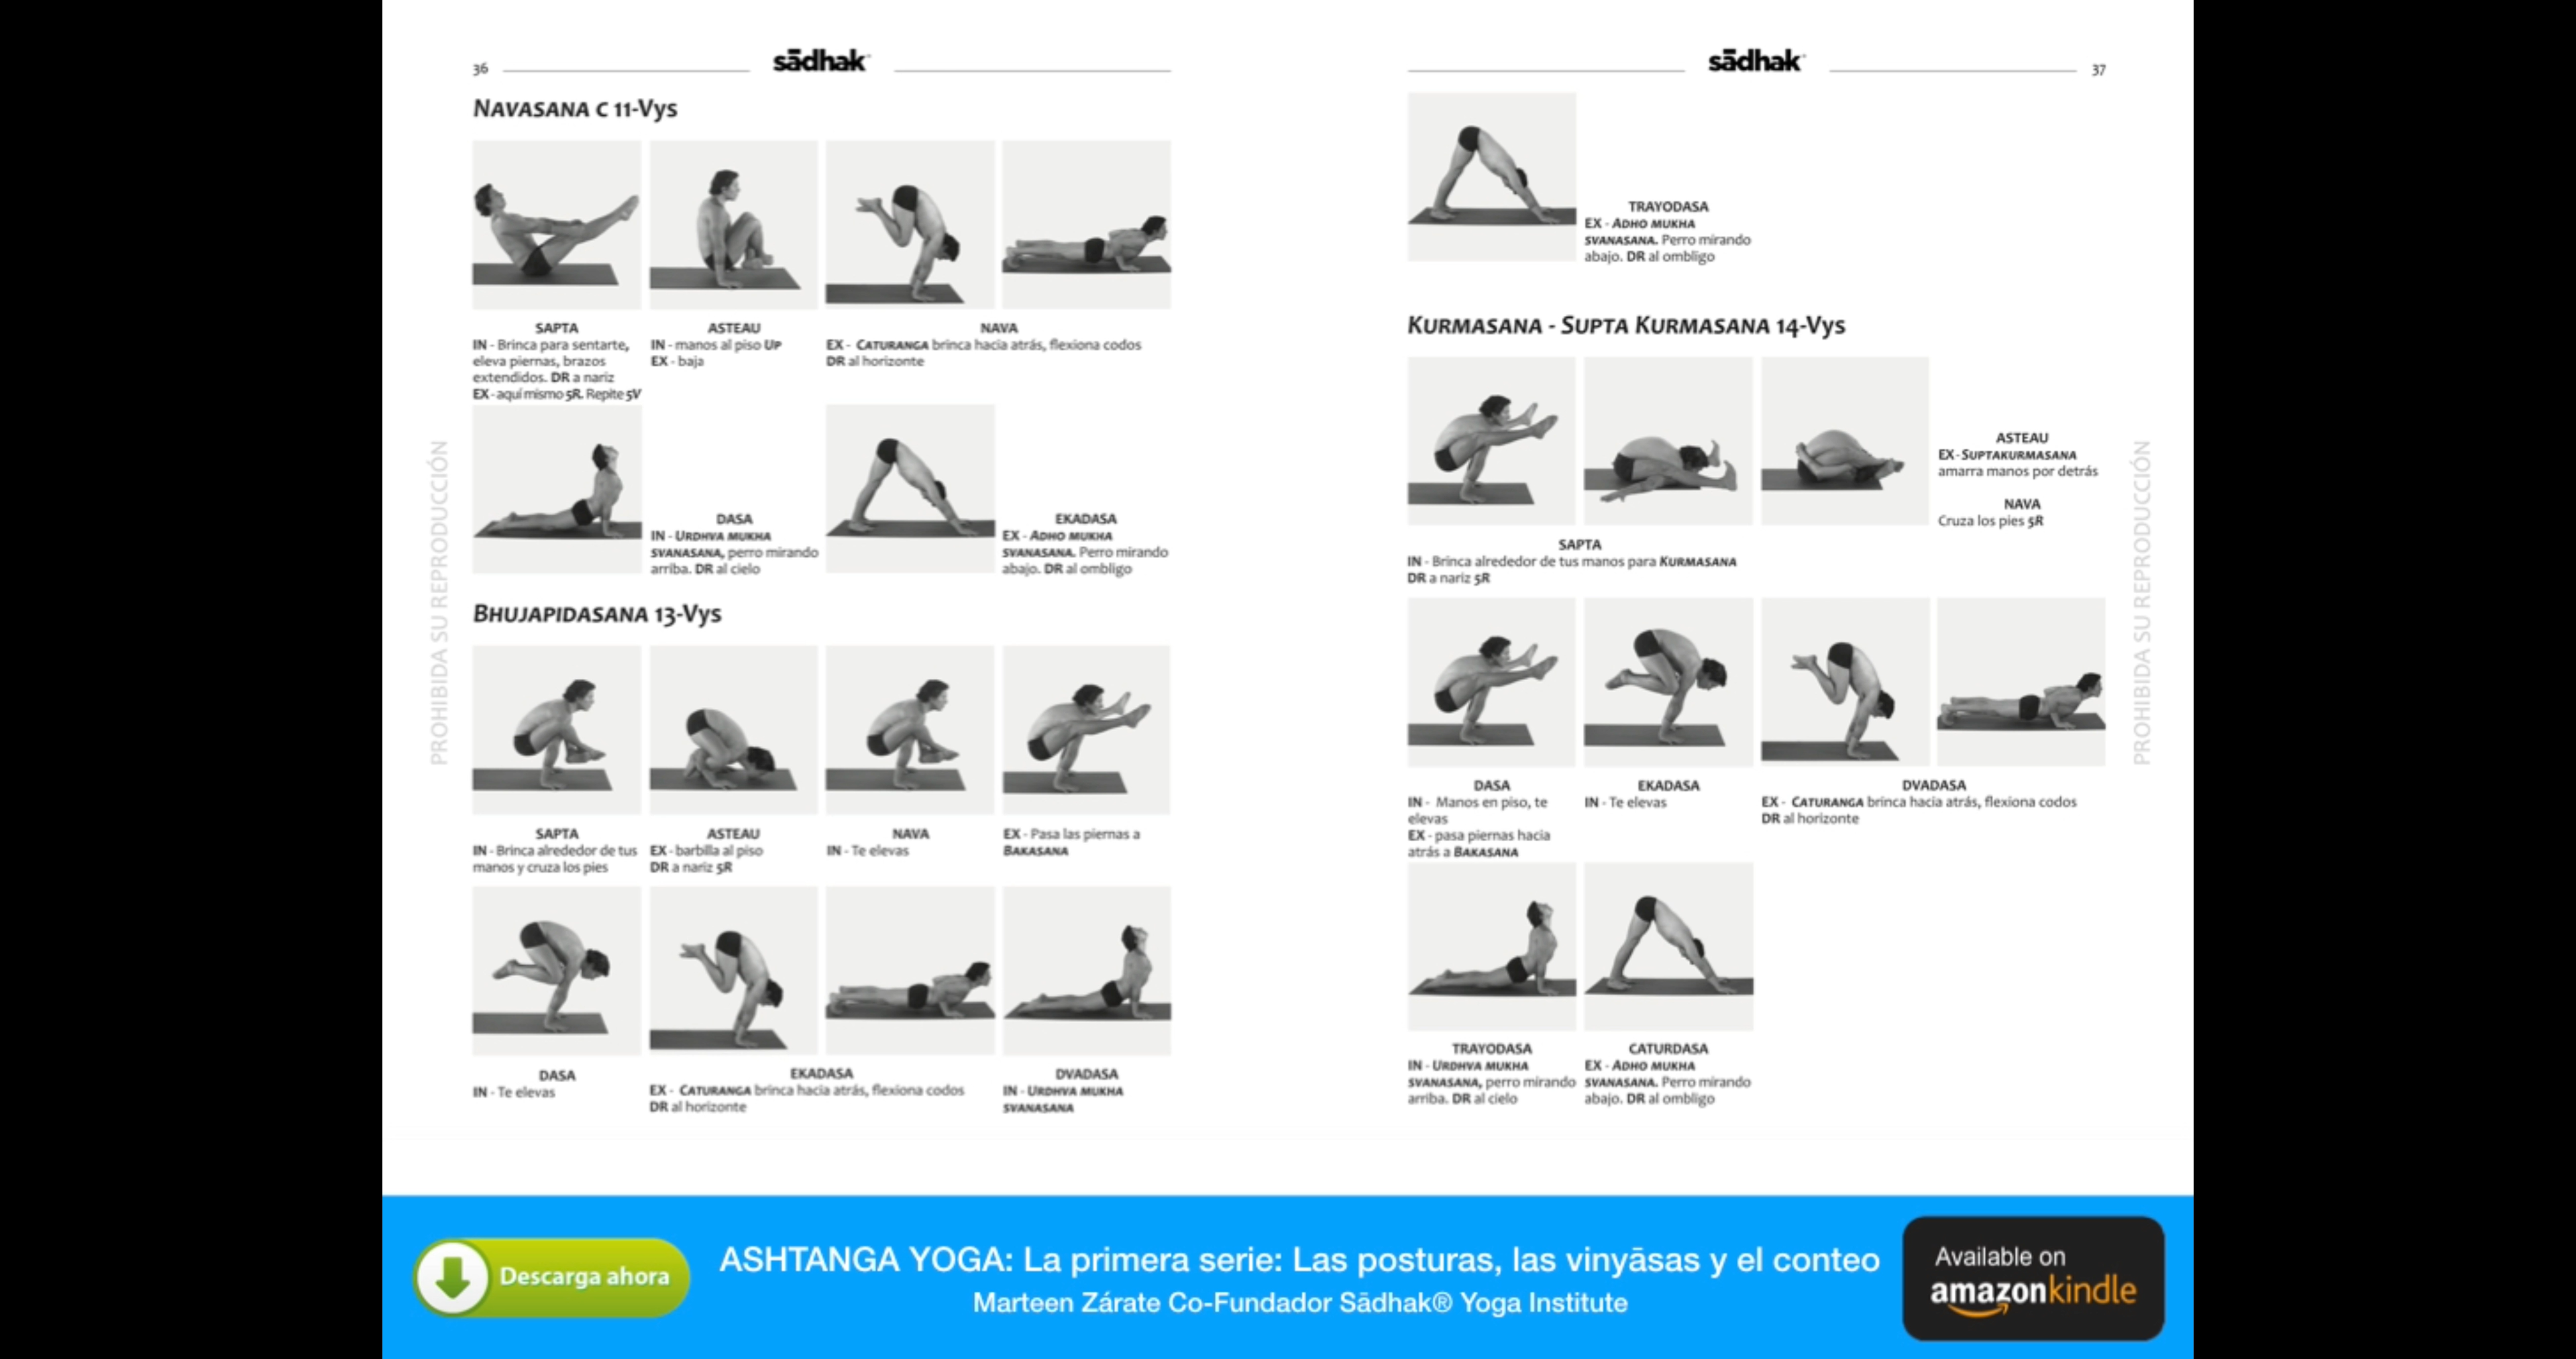 36
sādhak
NAVASANA C 11-Vys
SAPTA
IN - Brinca para sentarte,
eleva piernas, brazos
extendidos. DR a nariz
EX - aquí mismo 5R. Repite 5V
ASTEAU
IN - manos al piso UP
EX - baja
NAVA
EX - CATURANGA brinca hacia atrás, flexiona codos
DR al horizonte
DASA
IN - URDHVA MUKHA
SVANASANA, perro mirando
arriba. DR al cielo
EKADASA
EX - ADHO MUKHA
SVANASANA. Perro mirando
abajo. DR al ombligo
BHUJAPIDASANA 13-Vys
SAPTA
IN - Brinca alrededor de tus
manos y cruza los pies
ASTEAU
EX - barbilla al piso
DR a nariz 5R
NAVA
IN - Te elevas
EX - Pasa las piernas a
BAKASANA
DASA
IN - Te elevas
EKADASA
EX - CATURANGA brinca hacia atrás, flexiona codos
DR al horizonte
DVADASA
IN - URDHVA MUKHA
SVANASANA
PROHIBIDA SU REPRODUCCIÓN
sādhak
37
TRAYODASA
EX - ADHO MUKHA
SVANASANA. Perro mirando
abajo. DR al ombligo
KURMASANA - SUPTA KURMASANA 14-Vys
SAPTA
IN - Brinca alrededor de tus manos para KURMASANA
DR a nariz 5R
ASTEAU
EX - SUPTAKURMASANA
amarra manos por detrás
NAVA
Cruza los pies 5R
DASA
IN - Manos en piso, te
elevas
EX - pasa piernas hacia
atrás a BAKASANA
EKADASA
IN - Te elevas
DVADASA
EX - CATURANGA brinca hacia atrás, flexiona codos
DR al horizonte
TRAYODASA
IN - URDHVA MUKHA
SVANASANA, perro mirando
arriba. DR al cielo
CATURDASA
EX - ADHO MUKHA
SVANASANA. Perro mirando
abajo. DR al ombligo
PROHIBIDA SU REPRODUCCIÓN
Descarga ahora
ASHTANGA YOGA: La primera serie: Las posturas, las vinyāsas y el conteo
Marteen Zárate Co-Fundador Sādhak® Yoga Institute
Available on
amazonkindle